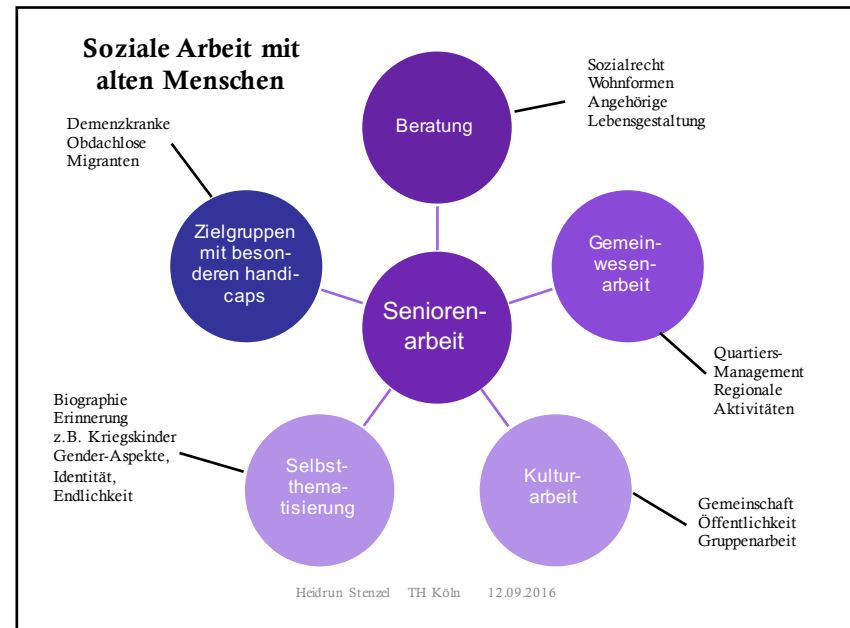 Soziale Arbeit mit
alten Menschen
Beratung
Sozialrecht
Wohnformen
Angehörige
Lebensgestaltung
Demenzkranke
Obdachlose
Migranten
Zielgruppen
mit beson-
deren handi-
caps
Gemein-
wesen-
arbeit
Senioren-
arbeit
Quartiers-
Management
Regionale
Aktivitäten
Biographie
Erinnerung
z.B. Kriegskinder
Gender-Aspekte,
Identität,
Endlichkeit
Selbst-
thema-
tisierung
Kultur-
arbeit
Gemeinschaft
Öffentlichkeit
Gruppenarbeit
Heidrun Stenzel TH Köln 12.09.2016